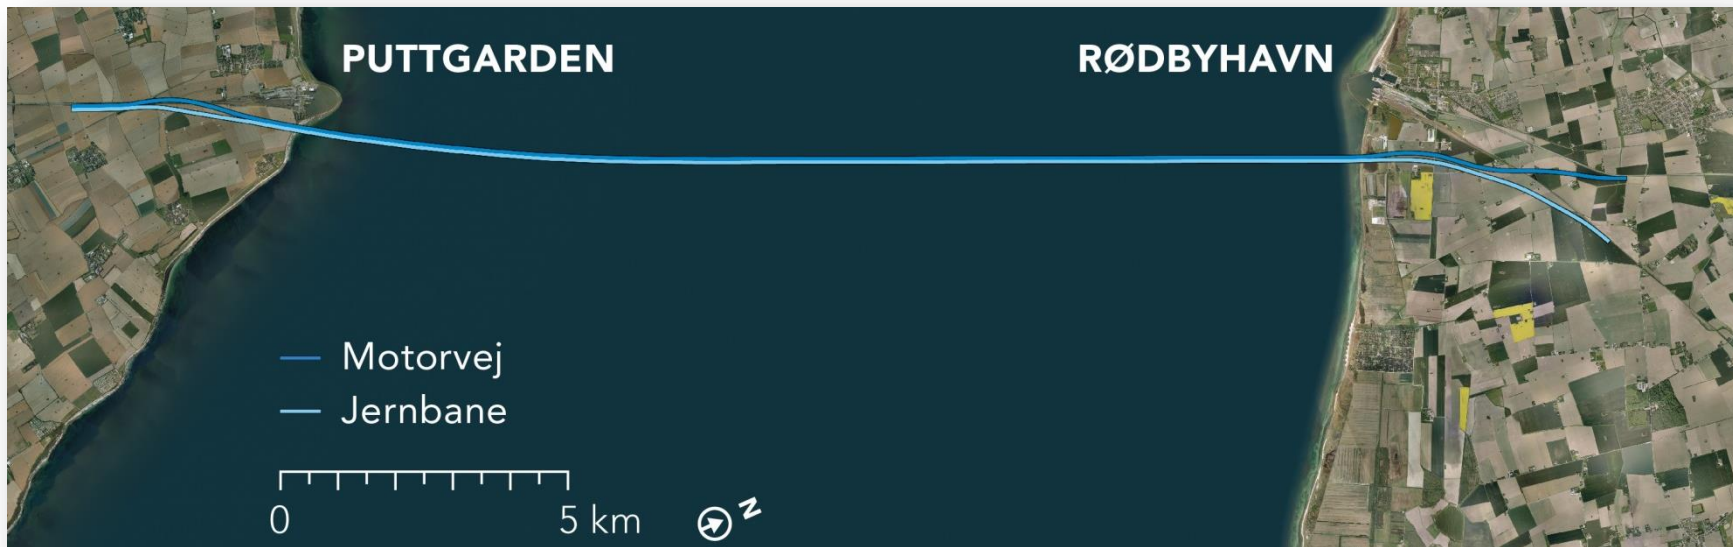 PUTTGARDEN
RØDBYHAVN
Motorvej
Jernbane
0
5 km
N